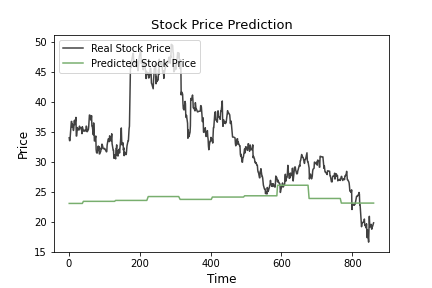 Stock Price Prediction
Real Stock Price
Predicted Stock Price
Price
50
45
40
35
30
25
20
15
0 200 400 600 800
Time